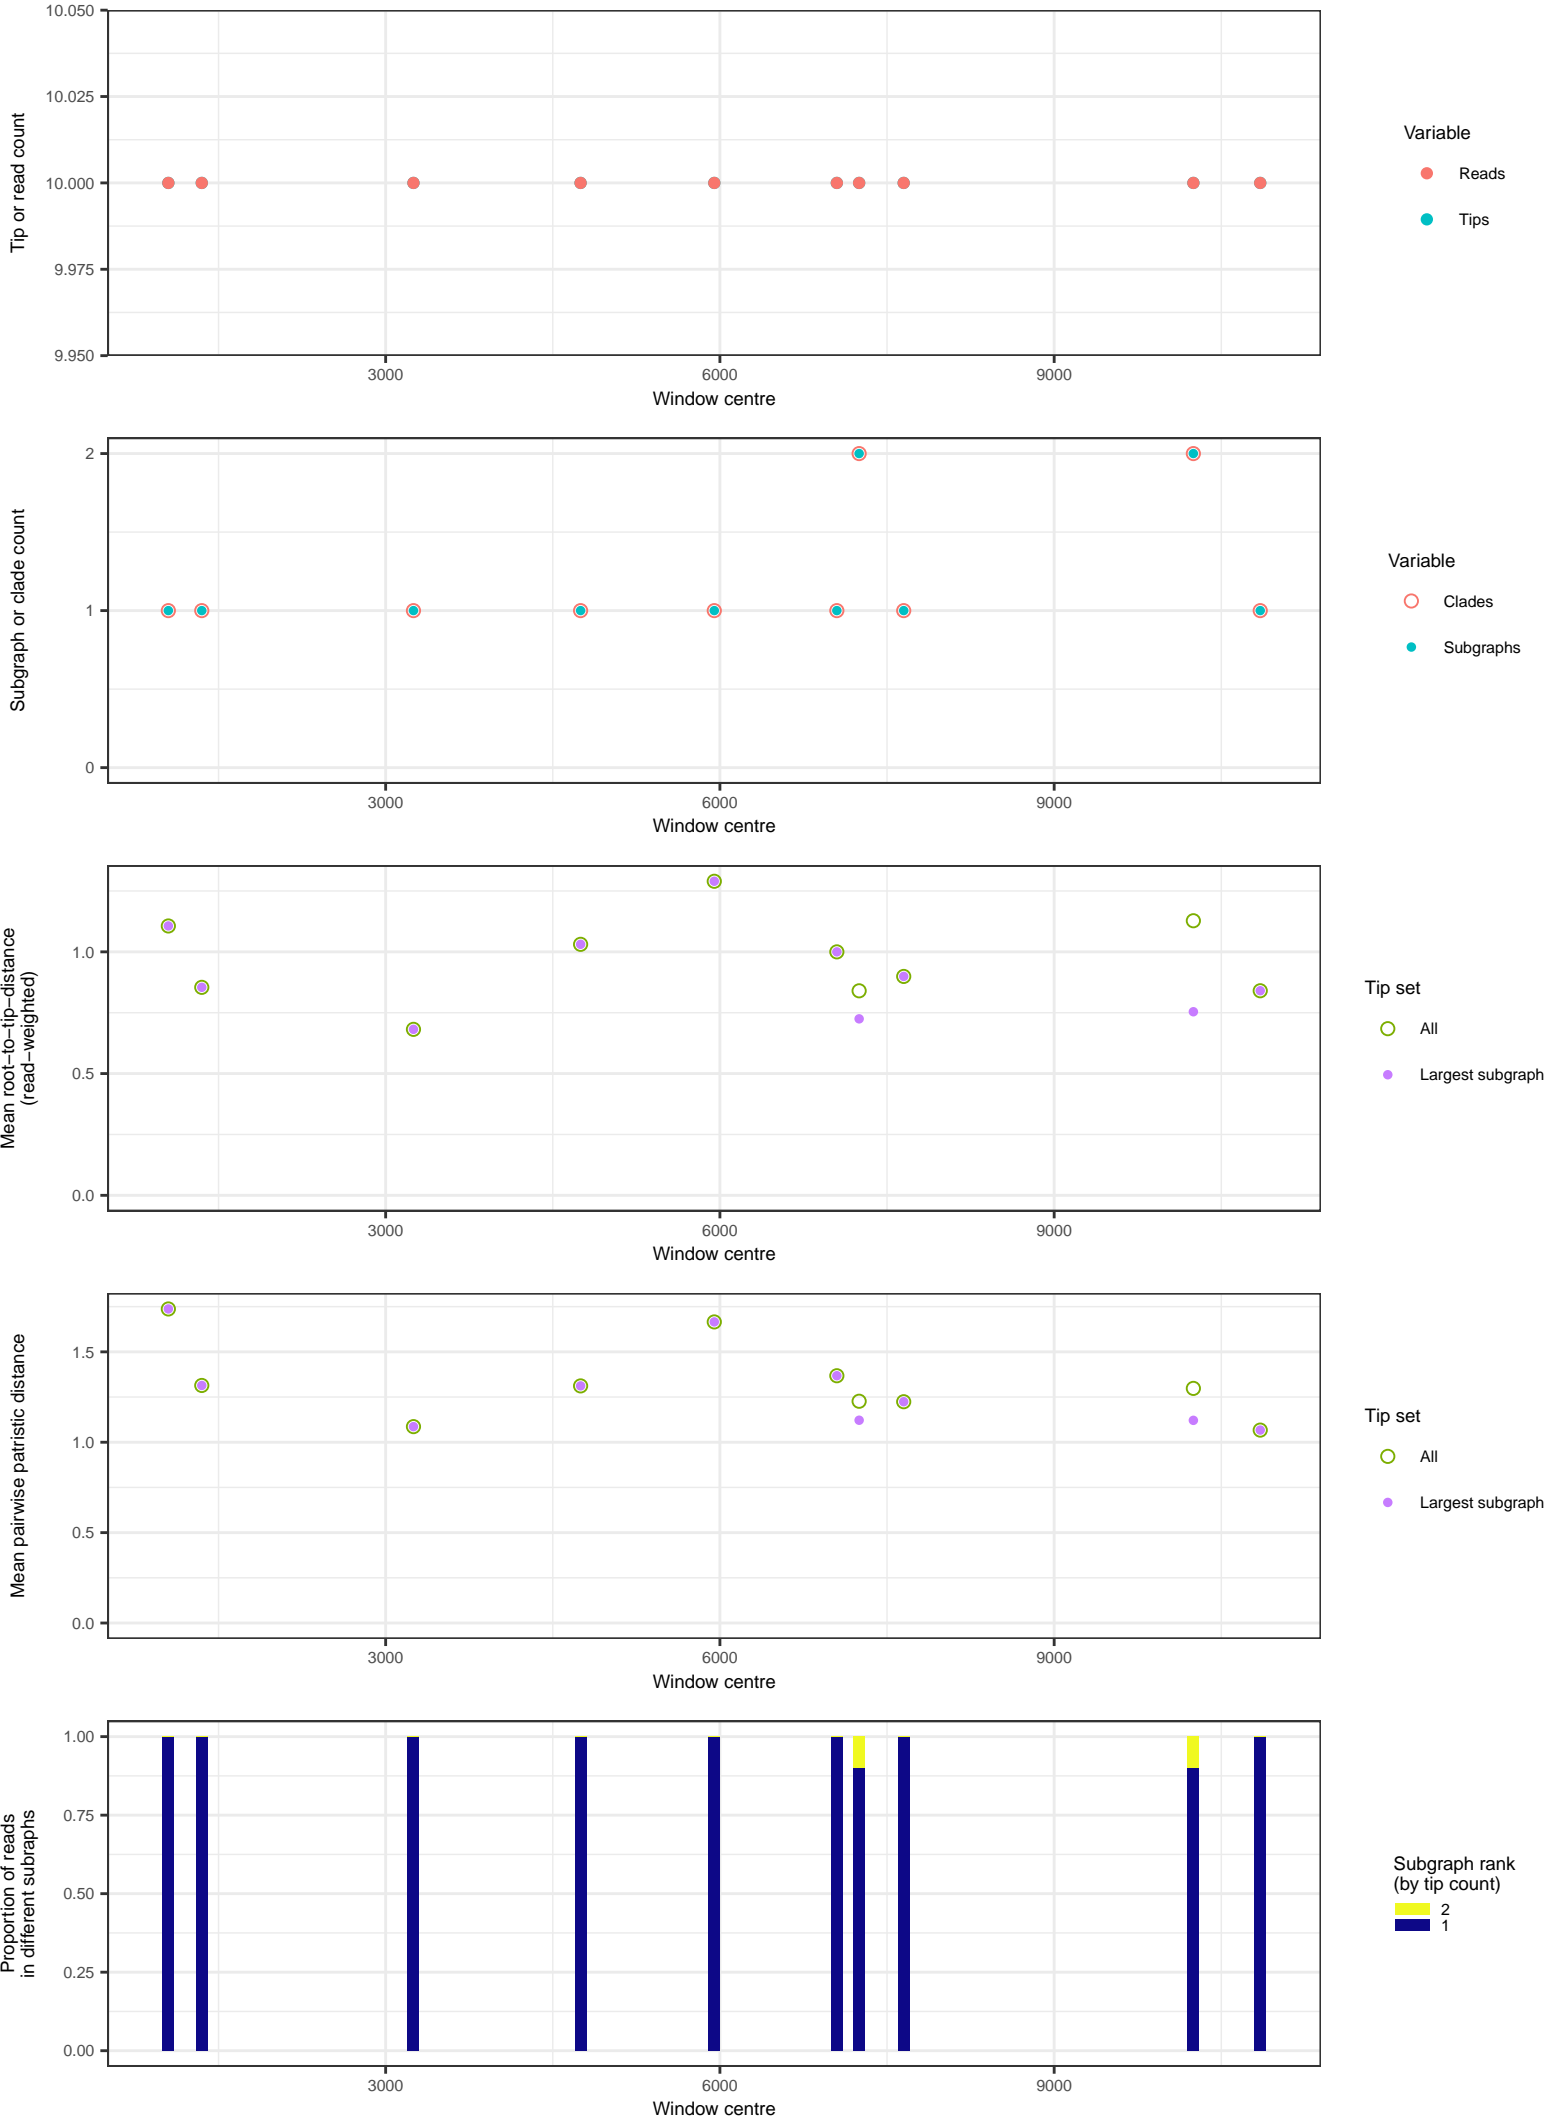 10.050
10.025
10.000
9.975
9.950
Tip or read count
3000 6000 9000
Window centre
Variable
Reads
Tips
2
1
0
Subgraph or clade count
3000 6000 9000
Window centre
Variable
Clades
Subgraphs
1.0
0.5
0.0
Mean root−to−tip−distance
(read−weighted)
3000 6000 9000
Window centre
Tip set
All
Largest subgraph
1.5
1.0
0.5
0.0
Mean pairwise patristic distance
3000 6000 9000
Window centre
Tip set
All
Largest subgraph
1.00
0.75
0.50
0.25
0.00
Proportion of reads
in different subraphs
3000 6000 9000
Window centre
Subgraph rank
(by tip count)
2
1